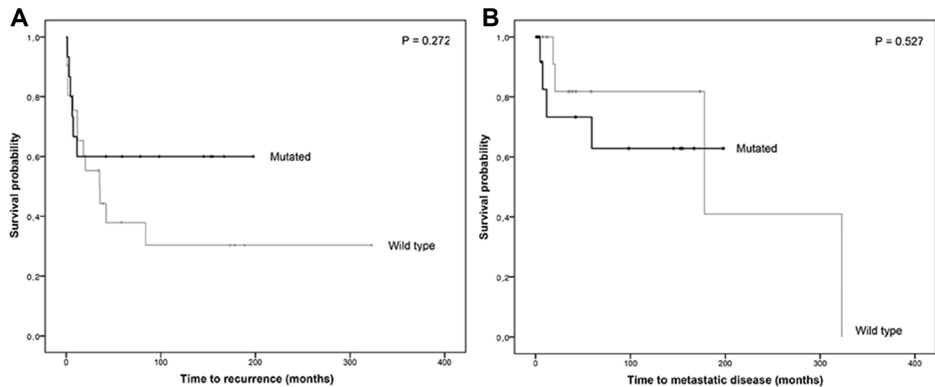 A
P = 0.272
Survival probability
1,0
0,8
0,6
0,4
0,2
0,0
Mutated
Wild type
0
100
200
300
400
Time to recurrence (months)
B
P = 0.527
Survival probability
1,0
0,8
0,6
0,4
0,2
0,0
Mutated
Wild type
0
100
200
300
400
Time to metastatic disease (months)